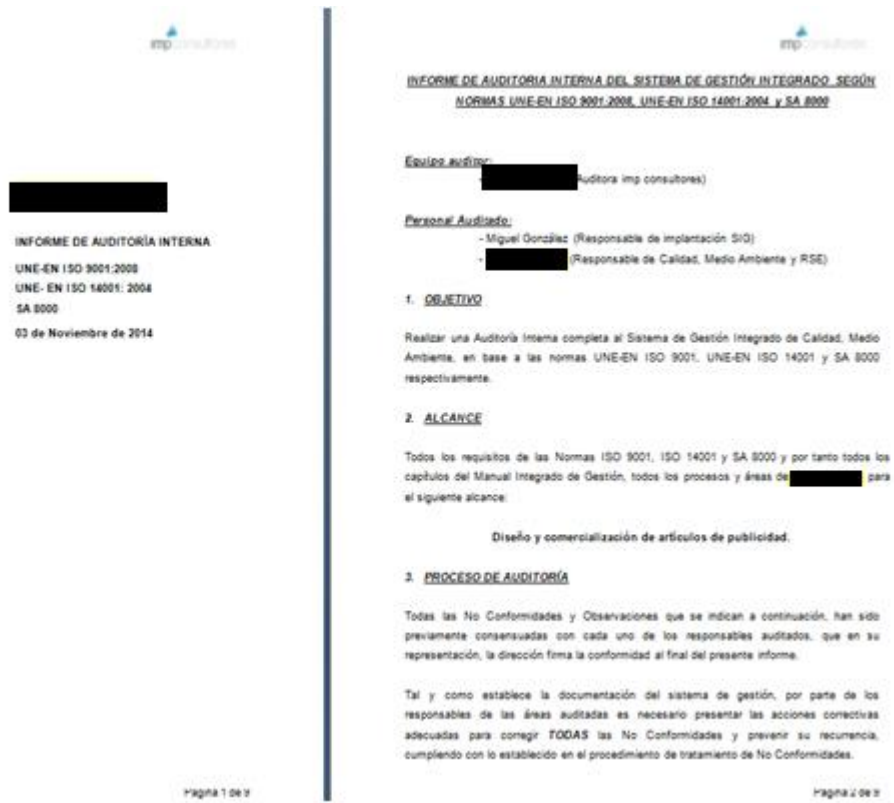 imp consultores
INFORME DE AUDITORÍA INTERNA
UNE-EN ISO 9001:2008
UNE- EN ISO 14001: 2004
SA 8000
03 de Noviembre de 2014
Página 1 de 9
imp consultores
INFORME DE AUDITORIA INTERNA DEL SISTEMA DE GESTIÓN INTEGRADO SEGÚN
NORMAS UNE-EN ISO 9001:2008, UNE-EN ISO 14001:2004 y SA 8000
Equipo auditor:
- Auditora imp consultores)
Personal Auditado:
- Miguel González (Responsable de implantación SIG)
- (Responsable de Calidad, Medio Ambiente y RSE)
1. OBJETIVO
Realizar una Auditoría Interna completa al Sistema de Gestión Integrado de Calidad, Medio
Ambiente, en base a las normas UNE-EN ISO 9001, UNE-EN ISO 14001 y SA 8000
respectivamente.
2. ALCANCE
Todos los requisitos de las Normas ISO 9001, ISO 14001 y SA 8000 y por tanto todos los
capítulos del Manual Integrado de Gestión, todos los procesos y áreas de para
el siguiente alcance:
Diseño y comercialización de artículos de publicidad.
3. PROCESO DE AUDITORÍA
Todas las No Conformidades y Observaciones que se indican a continuación, han sido
previamente consensuadas con cada uno de los responsables auditados, que en su
representación, la dirección firma la conformidad al final del presente informe.
Tal y como establece la documentación del sistema de gestión, por parte de los
responsables de las áreas auditadas es necesario presentar las acciones correctivas
adecuadas para corregir TODAS las No Conformidades y prevenir su recurrencia,
cumpliendo con lo establecido en el procedimiento de tratamiento de No Conformidades.
Página 2 de 9